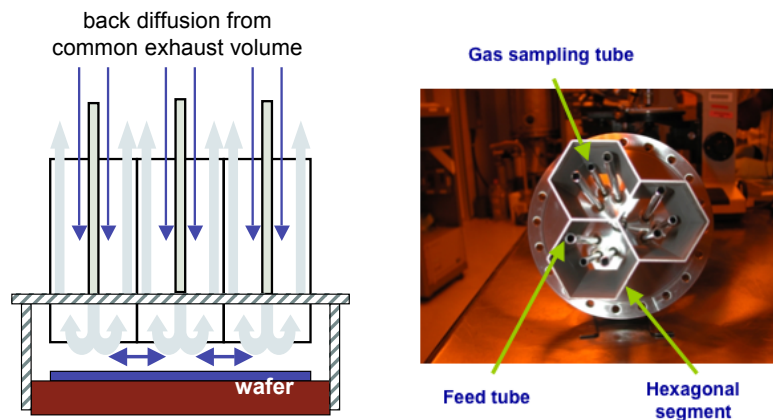 back diffusion from
common exhaust volume
wafer
Gas sampling tube
Feed tube
Hexagonal
segment